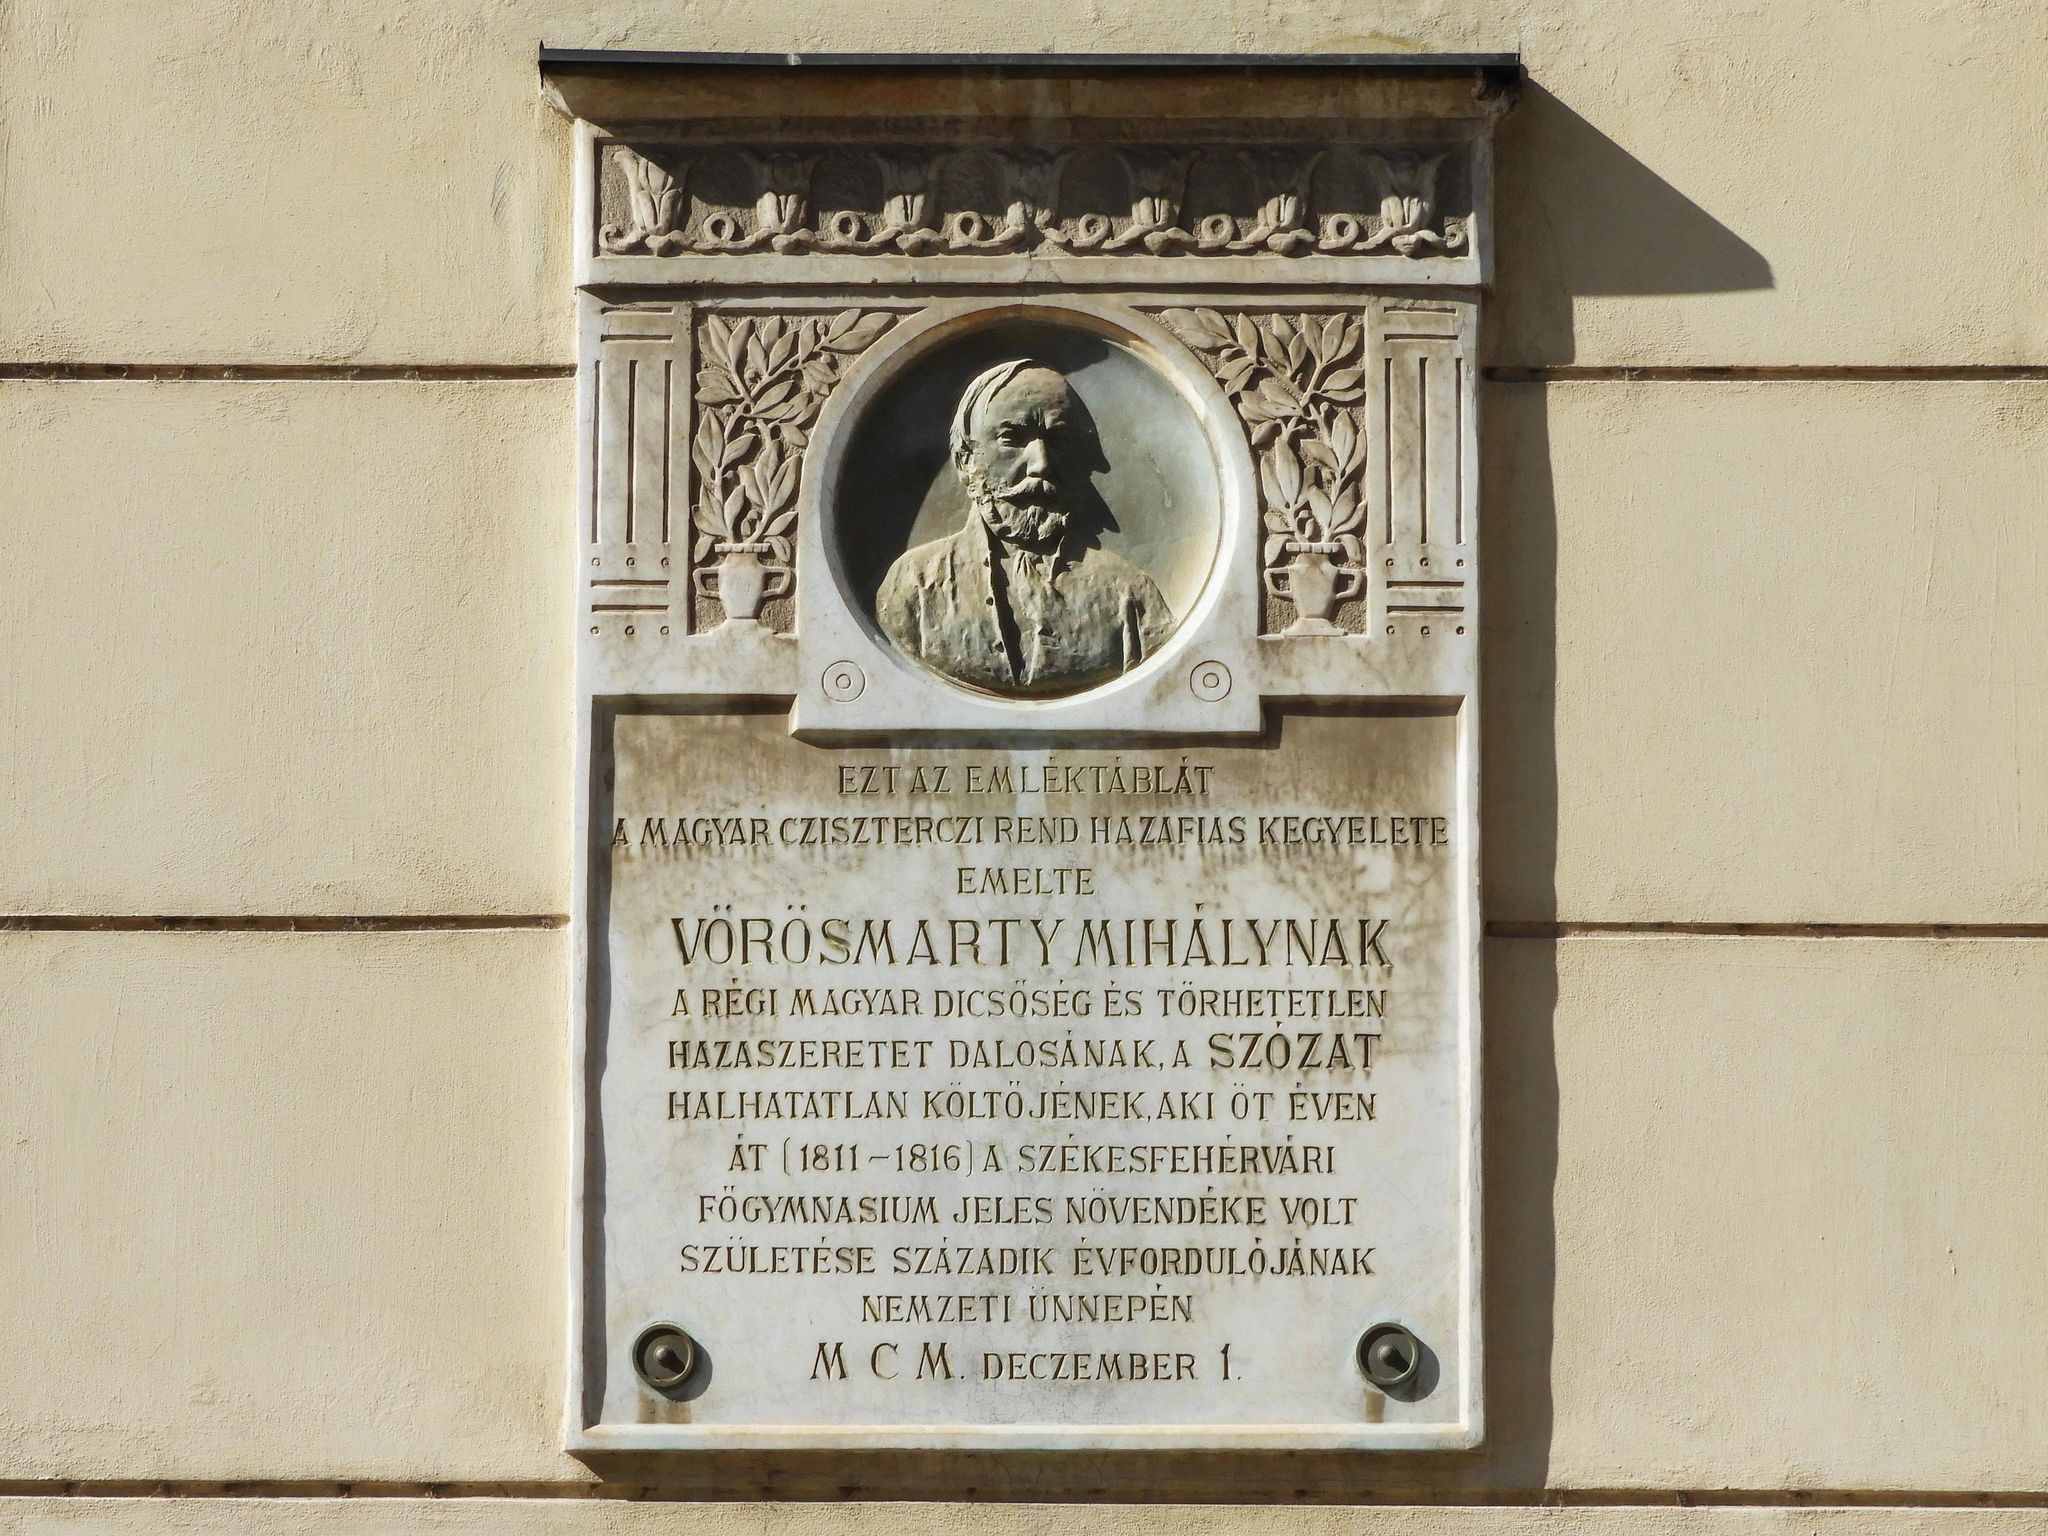 EZT AZ EMLÉKTÁBLÁT
A MAGYAR CZISZTERCZI REND HAZAFIAS KEGYELETE
EMELTE
VÖRÖSMARTY MIHÁLYNAK
A RÉGI MAGYAR DICSŐSÉG ÉS TÖRHETETLEN
HAZASZERETET DALOSÁNAK, A SZÓZAT
HALHATATLAN KÖLTŐJÉNEK, AKI ÖT ÉVEN
ÁT (1811-1816) A SZÉKESFEHÉRVÁRI
FŐGYMNASIUM JELES NÖVENDÉKE VOLT
SZÜLETÉSE SZÁZADIK ÉVFORDULÓJÁNAK
NEMZETI ÜNNEPÉN
M C M. DECZEMBER 1.